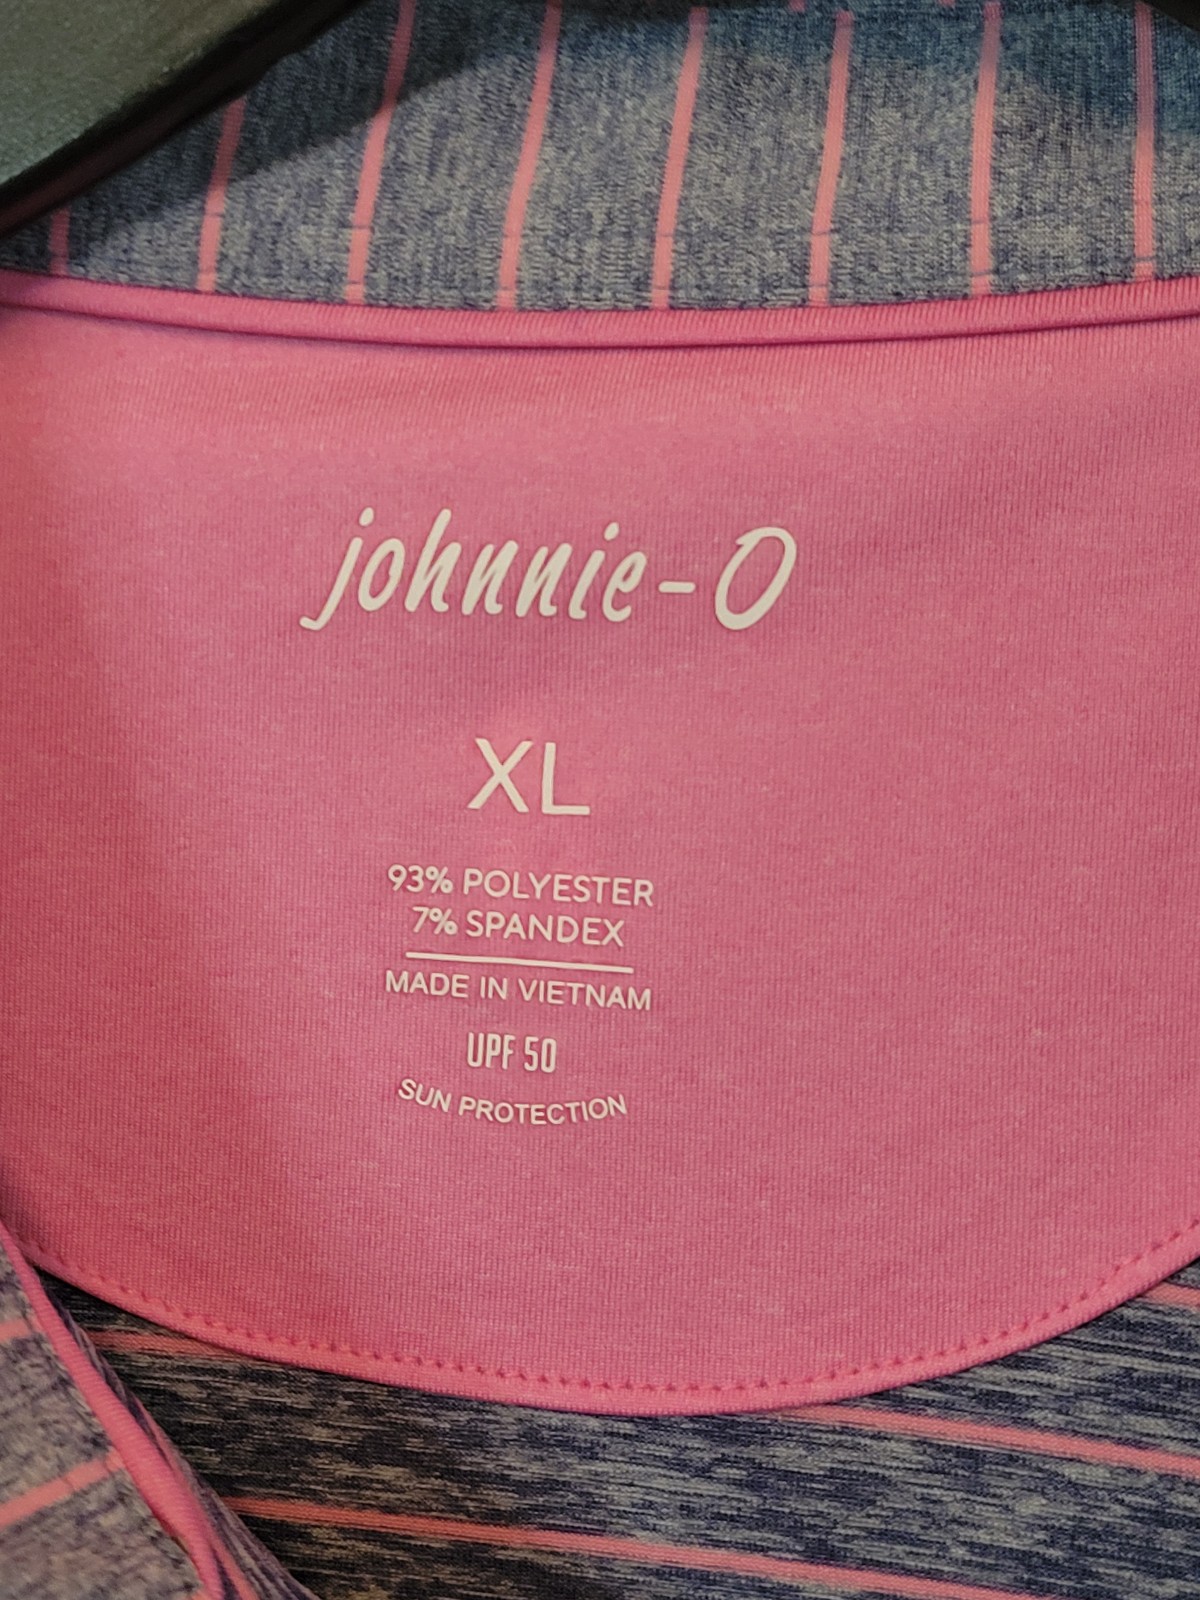 johnnie-O
XL
93% POLYESTER
7% SPANDEX
MADE IN VIETNAM
UPF 50
SUN PROTECTION